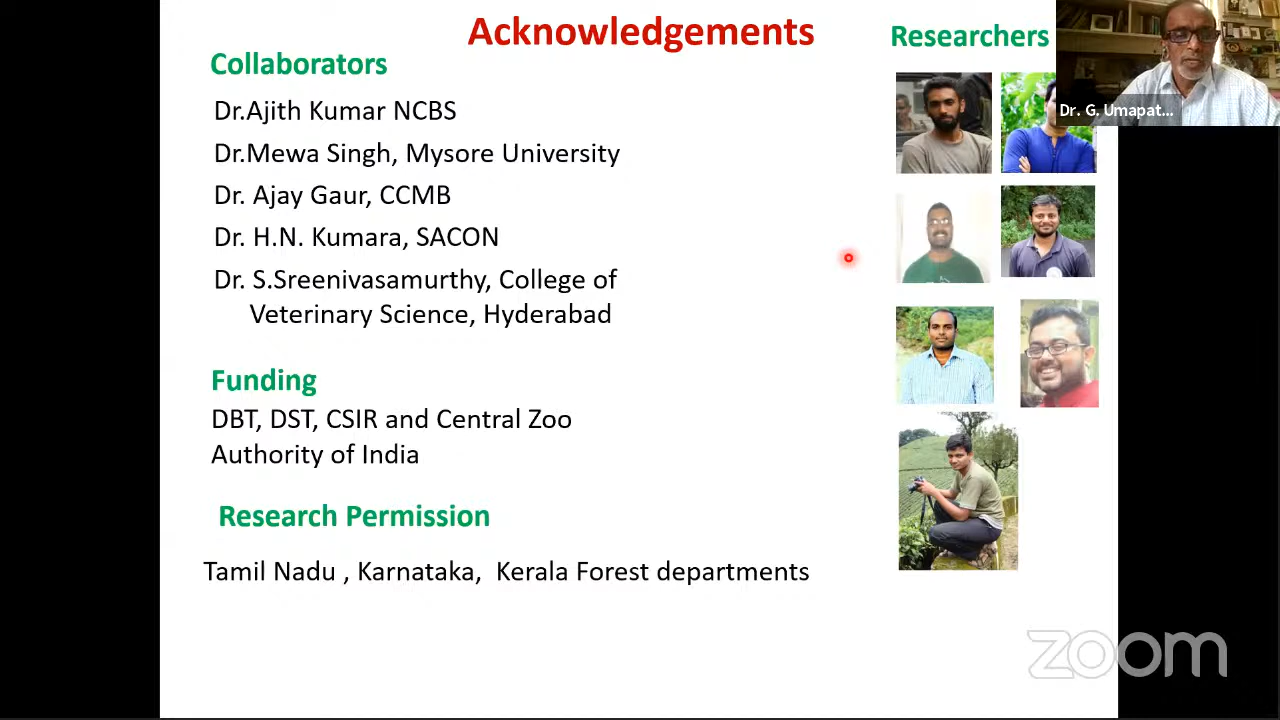 Acknowledgements
Researchers
Collaborators
Dr.Ajith Kumar NCBS
Dr.Mewa Singh, Mysore University
Dr. Ajay Gaur, CCMB
Dr. H.N. Kumara, SACON
Dr. S.Sreenivasamurthy, College of
Veterinary Science, Hyderabad
Funding
DBT, DST, CSIR and Central Zoo
Authority of India
Research Permission
Tamil Nadu , Karnataka, Kerala Forest departments
Dr. G. Umapat...
zoom